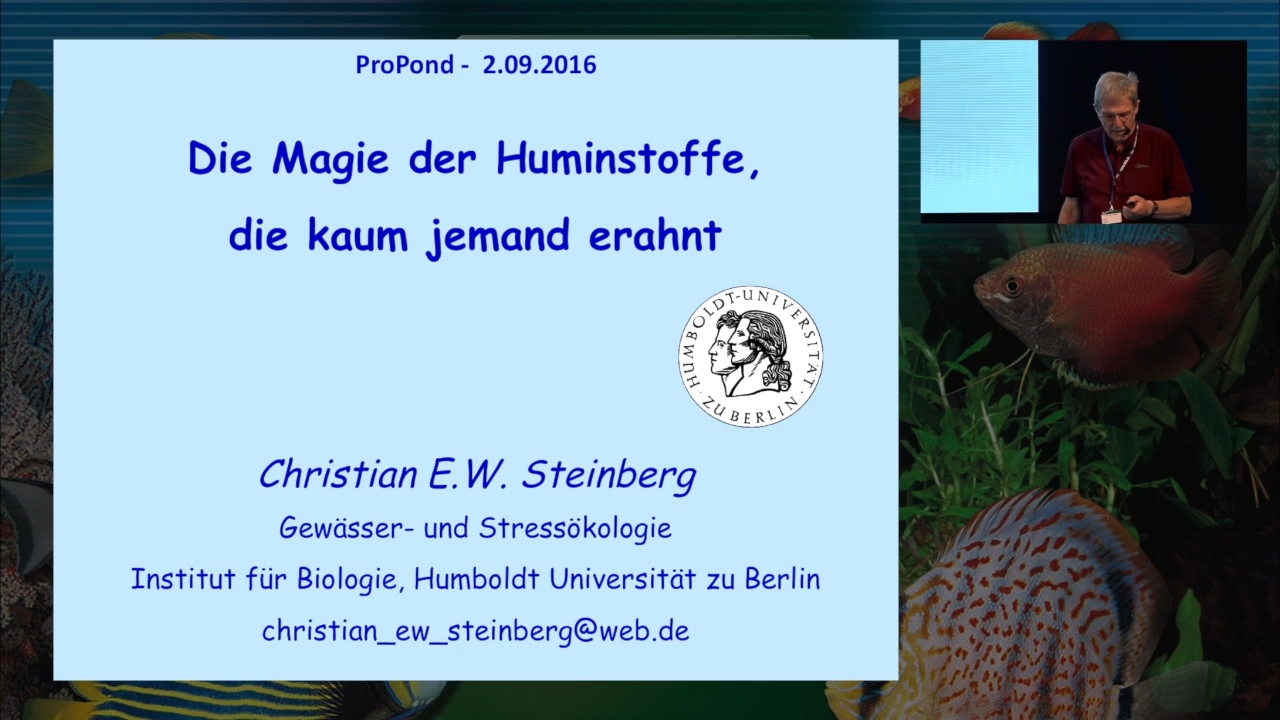 ProPond - 2.09.2016
Die Magie der Huminstoffe,
die kaum jemand erahnt
HUMBOLDT-UNIVERSITÄT
· ZU BERLIN ·
Christian E.W. Steinberg
Gewässer- und Stressökologie
Institut für Biologie, Humboldt Universität zu Berlin
christian_ew_steinberg@web.de